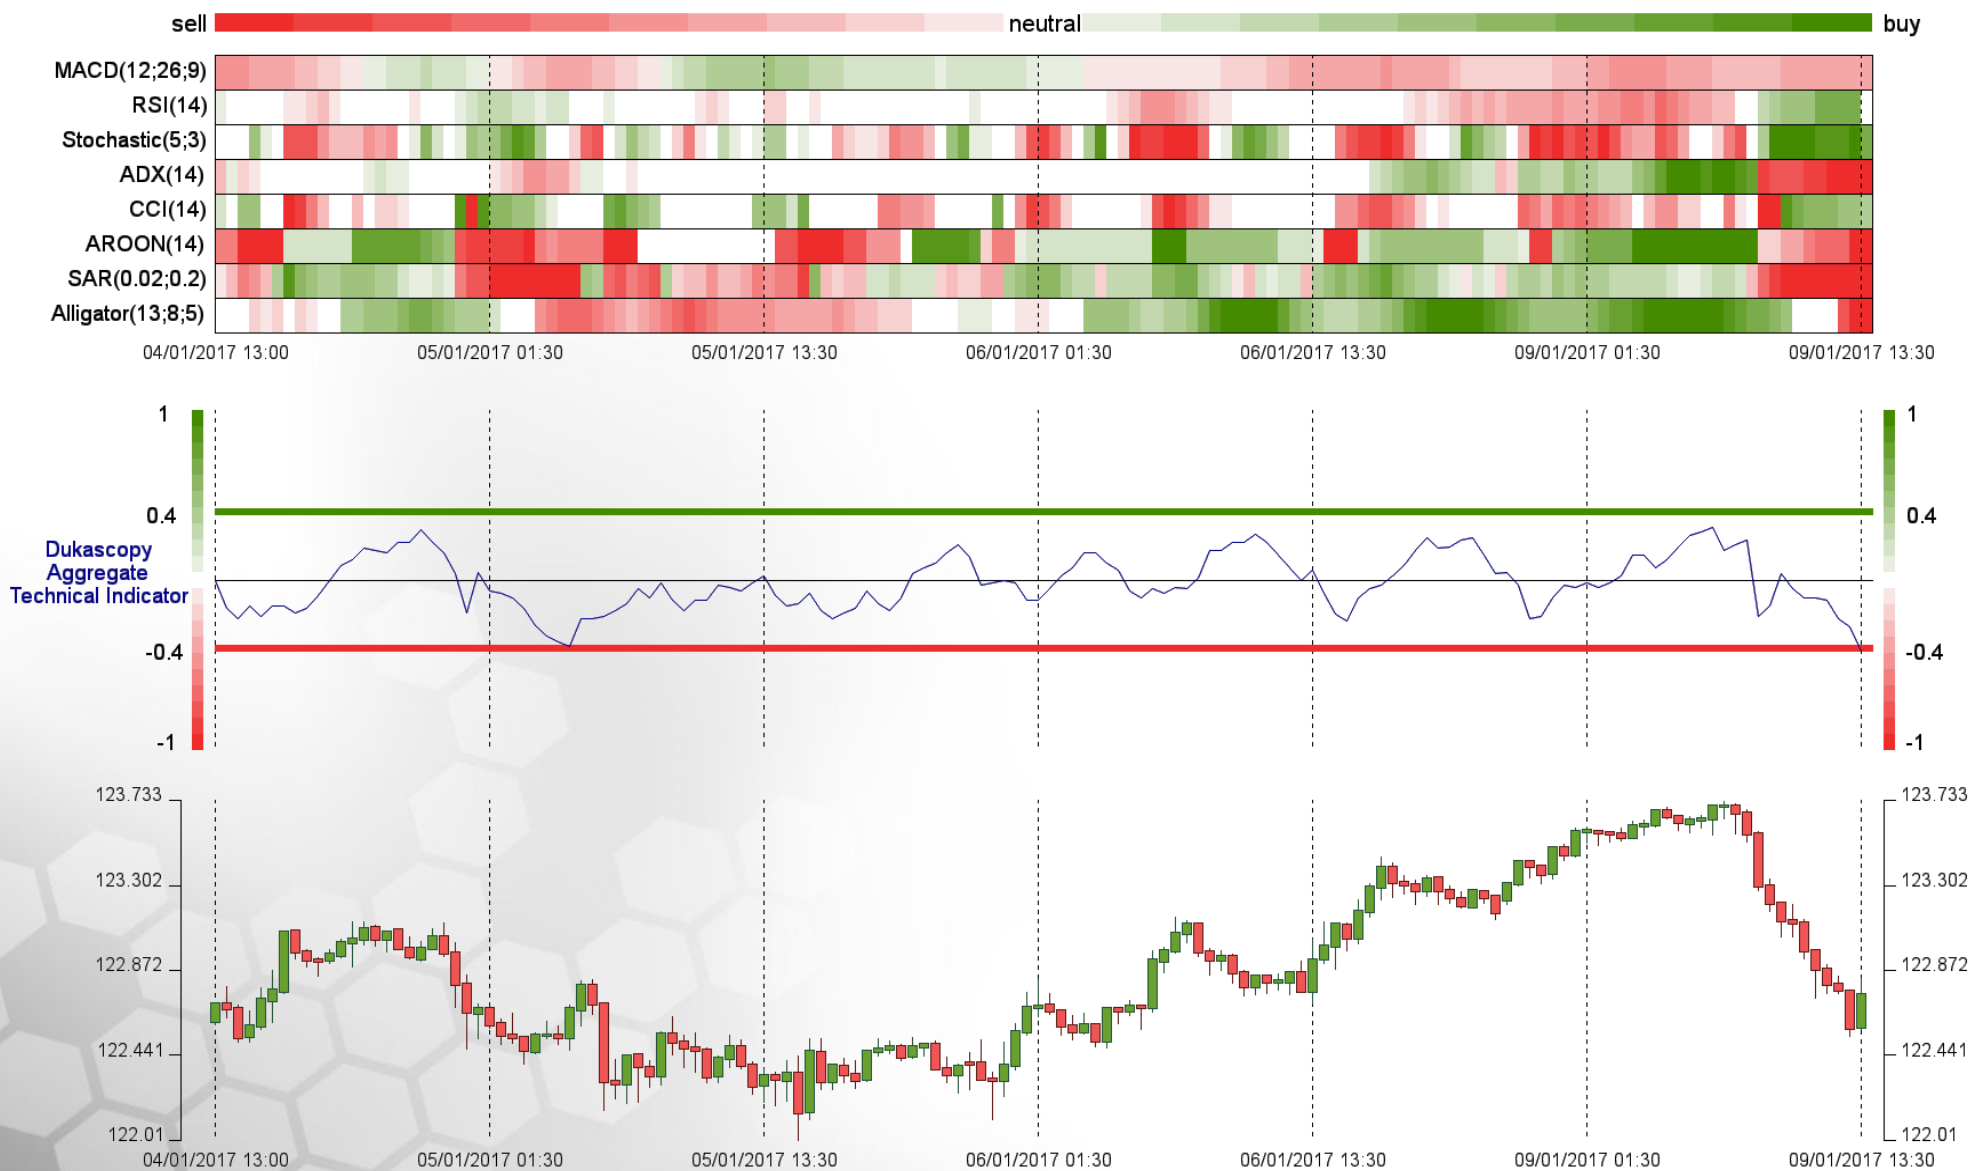 sell neutral buy
MACD(12;26;9)
RSI(14)
Stochastic(5;3)
ADX(14)
CCI(14)
AROON(14)
SAR(0.02;0.2)
Alligator(13;8;5)
04/01/2017 13:00 05/01/2017 01:30 05/01/2017 13:30 06/01/2017 01:30 06/01/2017 13:30 09/01/2017 01:30 09/01/2017 13:30
1 1
0.4 0.4
Dukascopy
Aggregate
Technical Indicator
-0.4 -0.4
-1 -1
123.733 123.733
123.302 123.302
122.872 122.872
122.441 122.441
122.01 122.01
04/01/2017 13:00 05/01/2017 01:30 05/01/2017 13:30 06/01/2017 01:30 06/01/2017 13:30 09/01/2017 01:30 09/01/2017 13:30